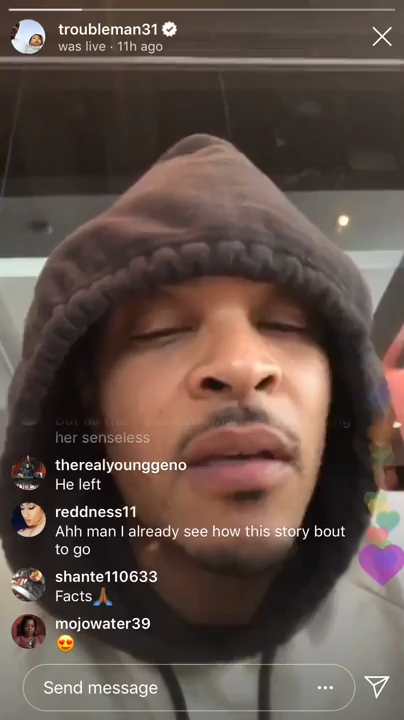 troubleman31
was live · 11h ago
her senseless
therealyounggeno
He left
reddness11
Ahh man I already see how this story bout
to go
shante110633
Facts🙏🏾
mojowater39
😍
Send message